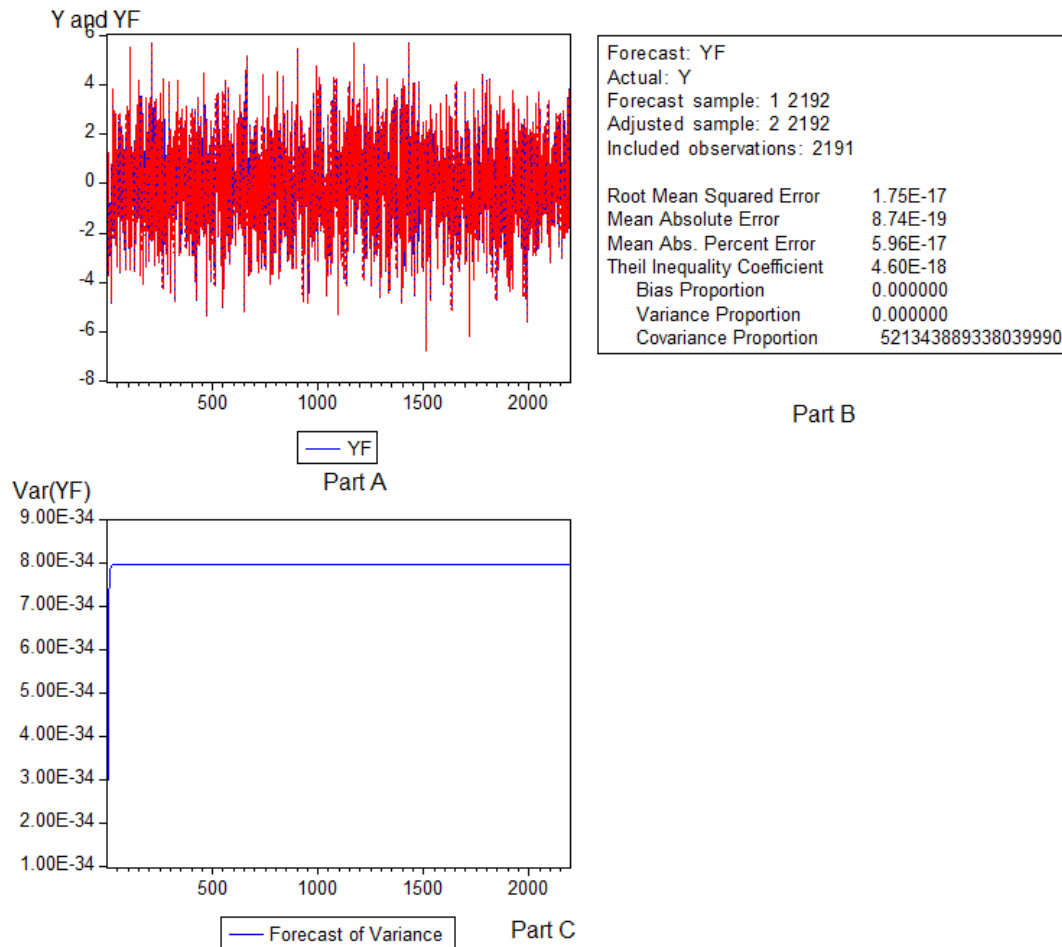 Y and YF
6
4
2
0
-2
-4
-6
-8
500 1000 1500 2000
YF
Part A
Forecast: YF
Actual: Y
Forecast sample: 1 2192
Adjusted sample: 2 2192
Included observations: 2191
Root Mean Squared Error 1.75E-17
Mean Absolute Error 8.74E-19
Mean Abs. Percent Error 5.96E-17
Theil Inequality Coefficient 4.60E-18
Bias Proportion 0.000000
Variance Proportion 0.000000
Covariance Proportion 521343889338039990
Part B
Var(YF)
9.00E-34
8.00E-34
7.00E-34
6.00E-34
5.00E-34
4.00E-34
3.00E-34
2.00E-34
1.00E-34
500 1000 1500 2000
Forecast of Variance
Part C